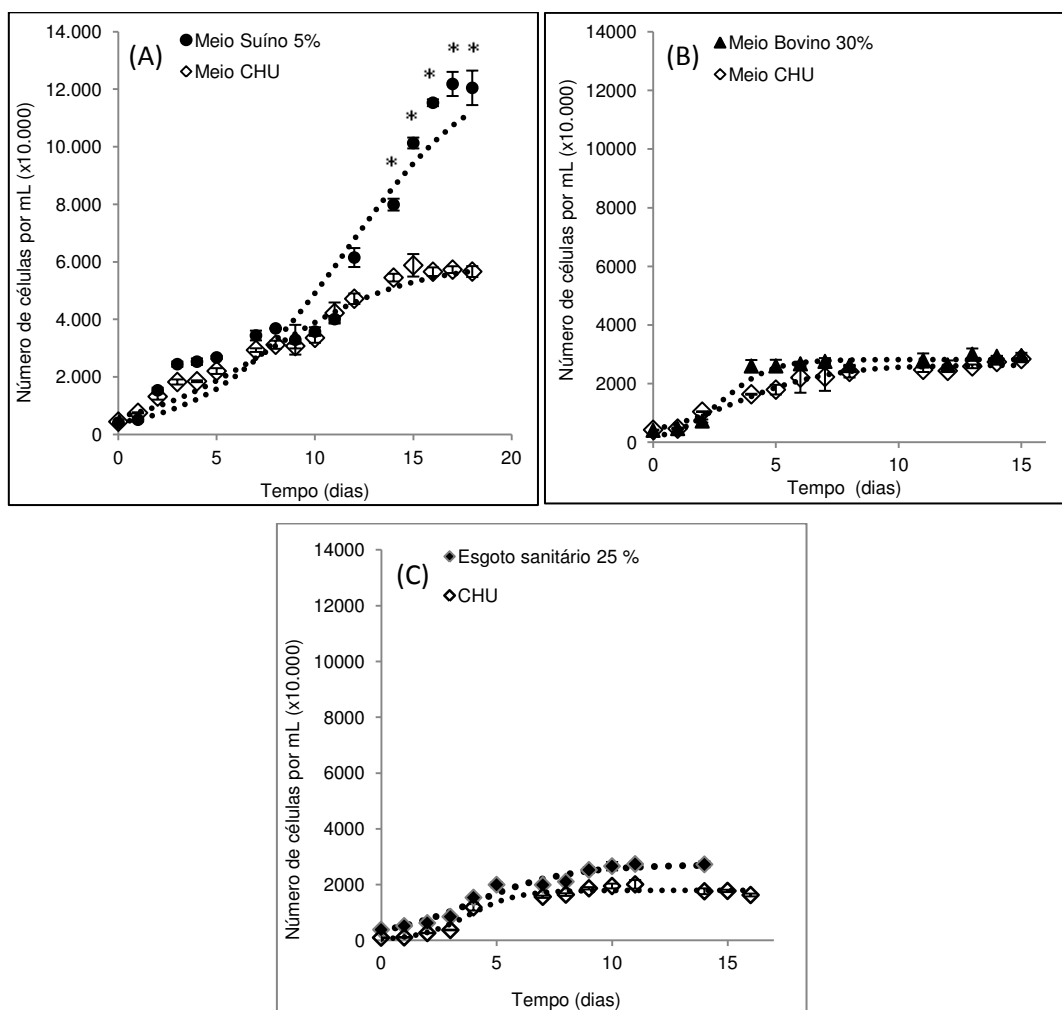 (A)
Meio Suíno 5%
Meio CHU
Número de células por mL (x10.000)
14.000
12.000
10.000
8.000
6.000
4.000
2.000
0
* * * * *
0 5 10 15 20
Tempo (dias)
(B)
Meio Bovino 30%
Meio CHU
Número de células por mL (x10.000)
14000
12000
10000
8000
6000
4000
2000
0
0 5 10 15
Tempo (dias)
(C)
Esgoto sanitário 25 %
CHU
Número de células por mL (x10.000)
14000
12000
10000
8000
6000
4000
2000
0
0 5 10 15
Tempo (dias)